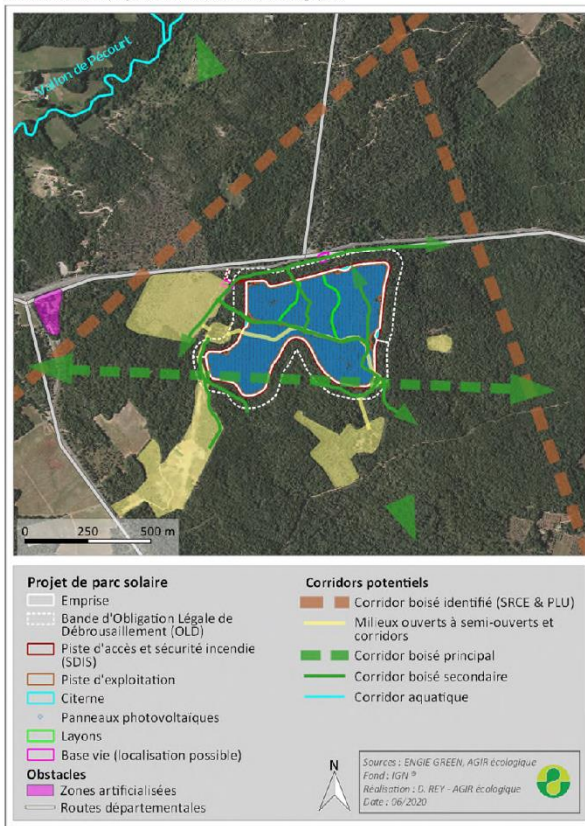 Vallon de Pécourt
0 250 500 m
Projet de parc solaire
Emprise
Bande d'Obligation Légale de
Débrousaillement (OLD)
Piste d'accès et sécurité incendie
(SDIS)
Piste d'exploitation
Citerne
Panneaux photovoltaïques
Layons
Base vie (localisation possible)
Obstacles
Zones artificialisées
Routes départementales
Corridors potentiels
Corridor boisé identifié (SRCE & PLU)
Milieux ouverts à semi-ouverts et
corridors
Corridor boisé principal
Corridor boisé secondaire
Corridor aquatique
N
Sources : ENGIE GREEN, AGIR écologique
Fond : IGN ®
Réalisation : D. REY - AGIR écologique
Date : 06/2020